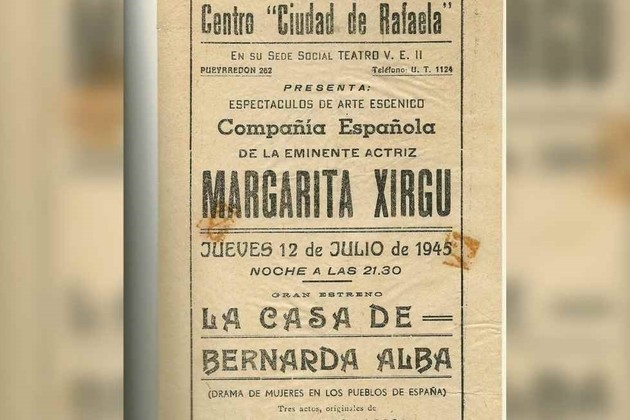 Centro "Ciudad de Rafaela"
EN SU SEDE SOCIAL TEATRO V. E. II
PUEYRREDON 262 Teléfono U. T. 1124
PRESENTA:
ESPECTACULOS DE ARTE ESCENICO
Compañía Española
DE LA EMINENTE ACTRIZ
MARGARITA XIRGU
JUEVES 12 de JULIO de 1945
NOCHE A LAS 21.30
GRAN ESTRENO
LA CASA DE
BERNARDA ALBA
(DRAMA DE MUJERES EN LOS PUEBLOS DE ESPAÑA)
Tres actos, originales de